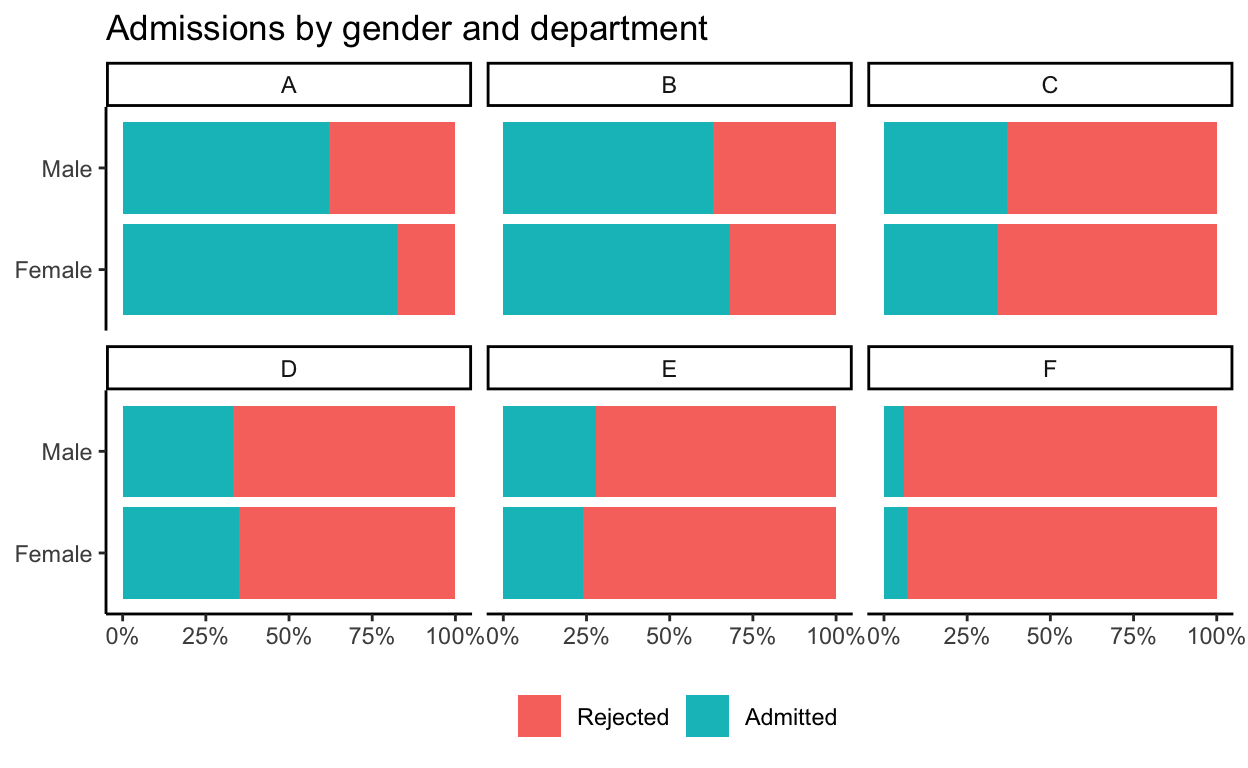 Admissions by gender and department
A B C
Male
Female
D E F
Male
Female
0% 25% 50% 75% 100% 0% 25% 50% 75% 100% 0% 25% 50% 75% 100%
Rejected Admitted